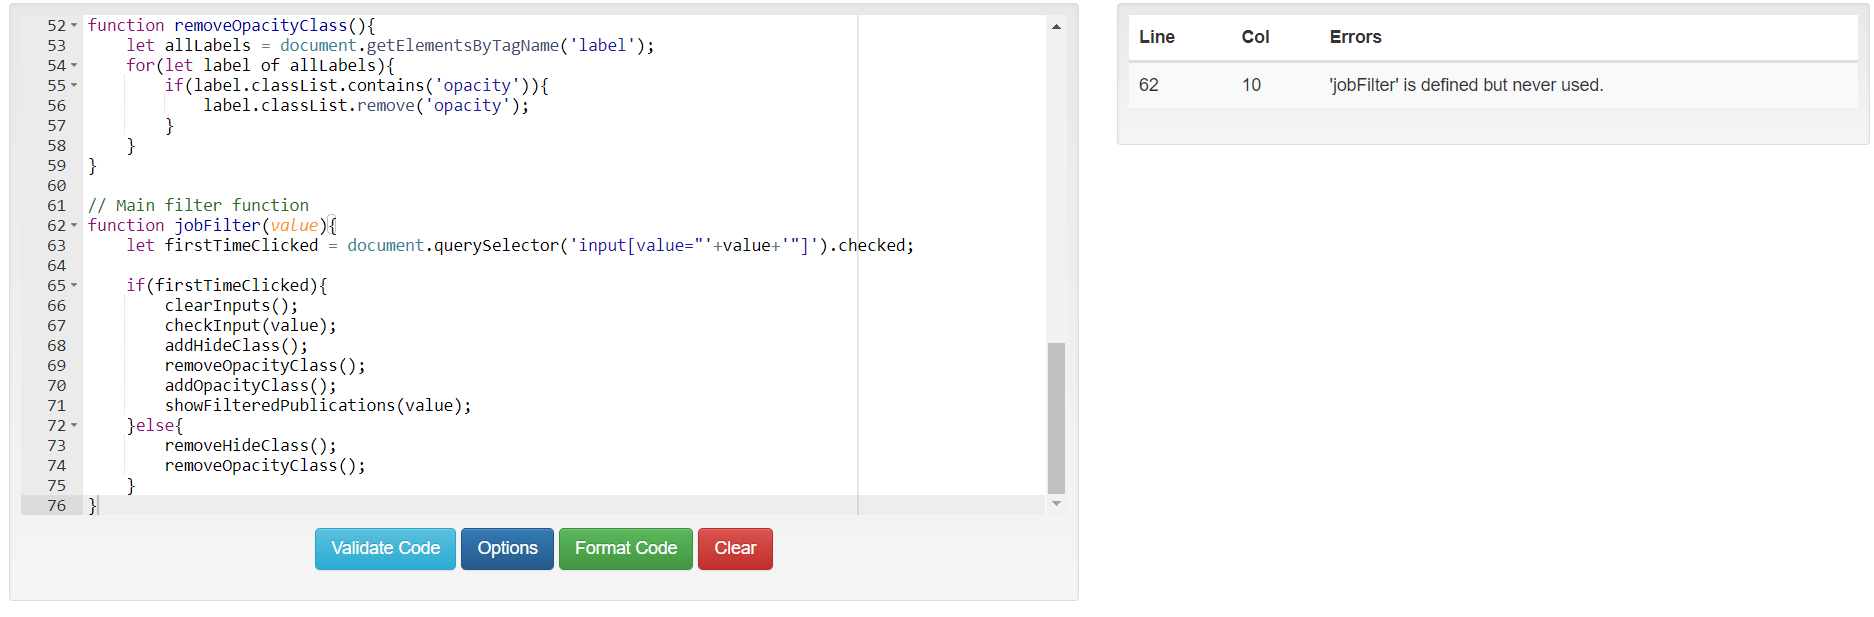 52 function removeOpacityClass(){
53 let allLabels = document.getElementsByTagName('label');
54 for(let label of allLabels){
55 if(label.classList.contains('opacity')){
56 label.classList.remove('opacity');
57 }
58 }
59 }
60
61 // Main filter function
62 function jobFilter(value){
63 let firstTimeClicked = document.querySelector('input[value="'+value+'"]').checked;
64
65 if(firstTimeClicked){
66 clearInputs();
67 checkInput(value);
68 addHideClass();
69 removeOpacityClass();
70 addOpacityClass();
71 showFilteredPublications(value);
72 }else{
73 removeHideClass();
74 removeOpacityClass();
75 }
76 }
Validate Code Options Format Code Clear
Line Col Errors
62 10 'jobFilter' is defined but never used.